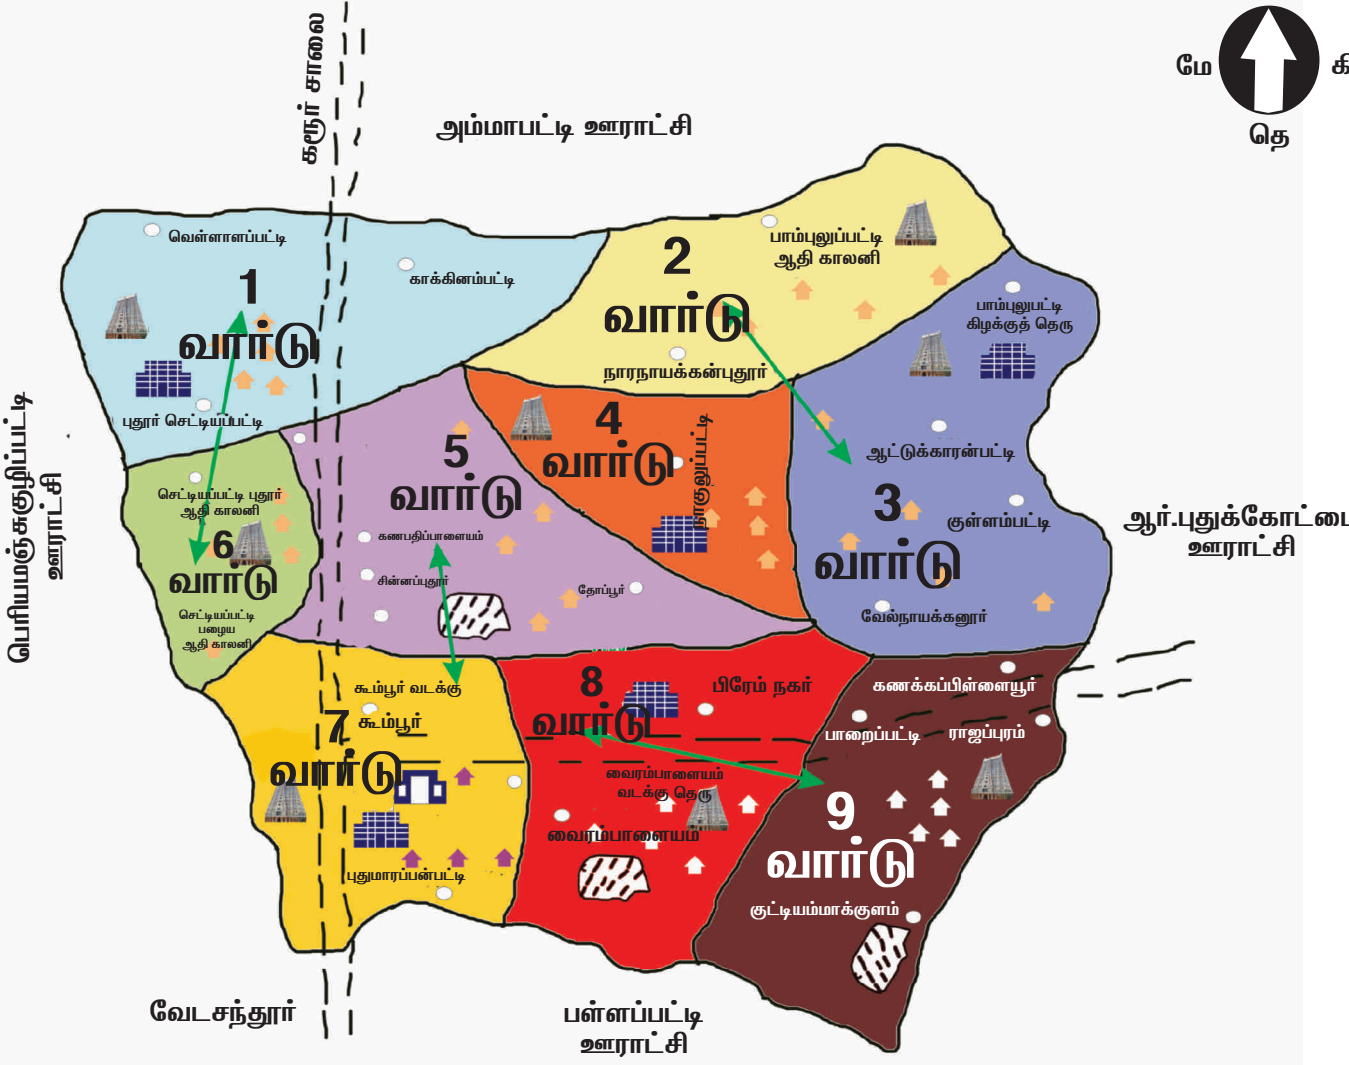 கரூர் சாலை
அம்மாபட்டி ஊராட்சி
மே
கி
தெ
வெள்ளாளப்பட்டி
காக்கினம்பட்டி
1
வார்டு
புதூர் செட்டியப்பட்டி
2
வார்டு
பாம்புலுப்பட்டி
ஆதி காலனி
நாரநாயக்கன்புதூர்
பாம்புலுபட்டி
கிழக்குத் தெரு
ஆட்டுக்காரன்பட்டி
3
வார்டு
குள்ளம்பட்டி
வேல்நாயக்கனூர்
4
வார்டு
நாகுலுப்பட்டி
5
வார்டு
கணபதிப்பாளையம்
சின்னப்புதூர்
தோப்பூர்
செட்டியப்பட்டி புதூர்
ஆதி காலனி
6
வார்டு
செட்டியப்பட்டி
பழைய
ஆதி காலனி
பெரியமஞ்சுகுழிப்பட்டி
ஊராட்சி
ஆர்.புதுக்கோட்டை
ஊராட்சி
கூம்பூர் வடக்கு
7
கூம்பூர்
வார்டு
புதுமாரப்பன்பட்டி
8
வார்டு
பிரேம் நகர்
வைரம்பாளையம்
வடக்கு தெரு
வைரம்பாளையம்
கணக்கப்பிள்ளையூர்
பாறைப்பட்டி
ராஜப்புரம்
9
வார்டு
குட்டியம்மாக்குளம்
வேடசந்தூர்
பள்ளப்பட்டி
ஊராட்சி